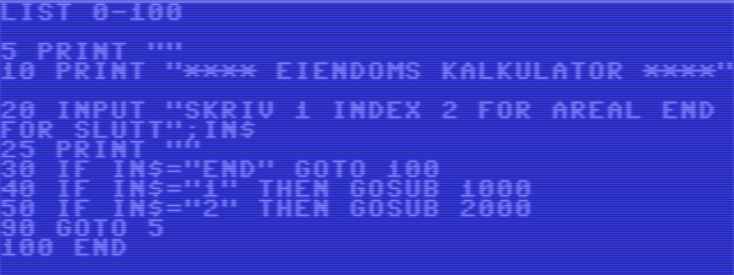 LIST 0-100
5 PRINT ""
10 PRINT "**** EIENDOMS KALKULATOR ****"
20 INPUT "SKRIV 1 INDEX 2 FOR AREAL END
FOR SLUTT";IN$
25 PRINT ""
30 IF IN$="END" GOTO 100
40 IF IN$="1" THEN GOSUB 1000
50 IF IN$="2" THEN GOSUB 2000
90 GOTO 5
100 END